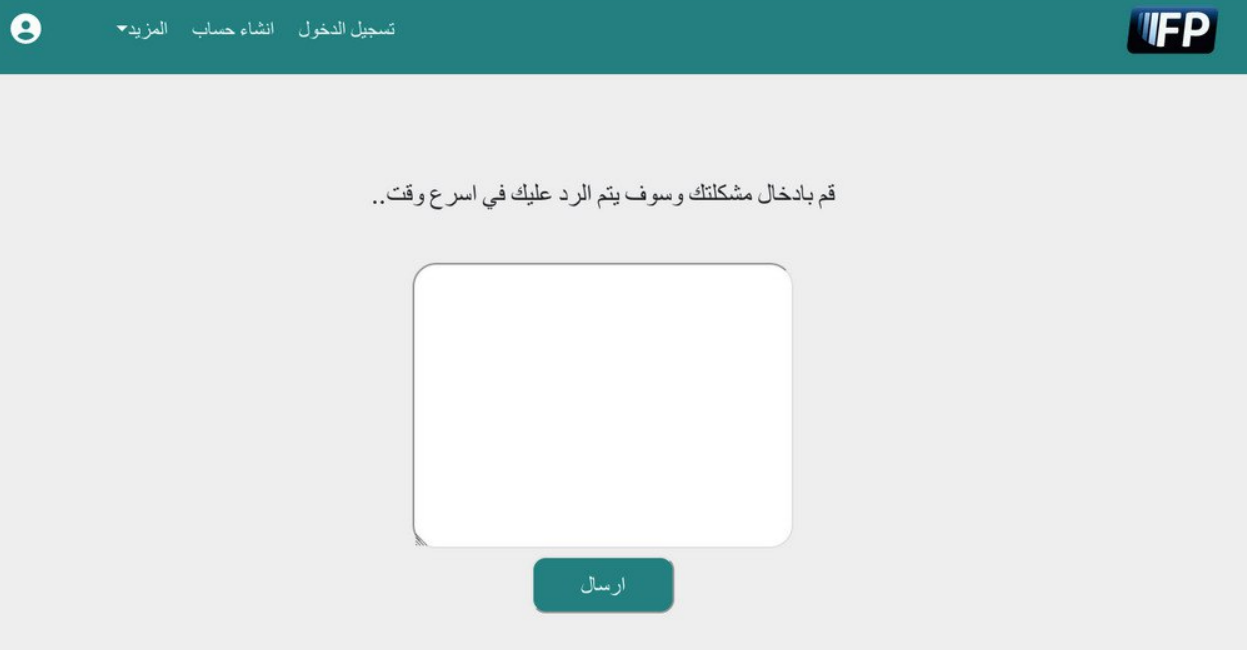 FP
تسجيل الدخول انشاء حساب المزيد
قم بادخال مشكلتك وسوف يتم الرد عليك في اسرع وقت..
ارسال